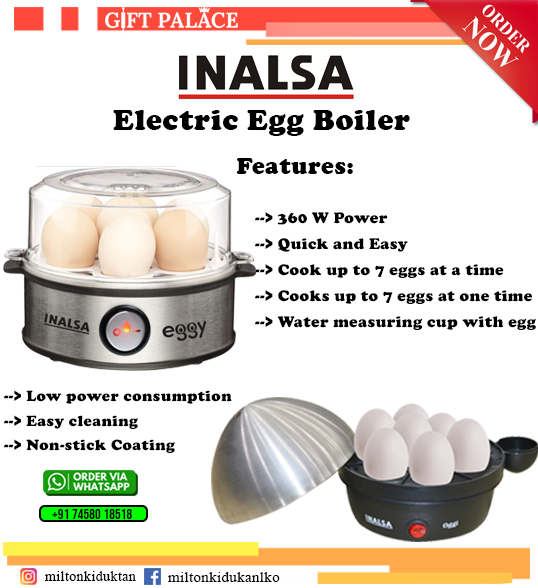 GIFT PALACE
ORDER NOW
INALSA
Electric Egg Boiler
Features:
--> 360 W Power
--> Quick and Easy
--> Cook up to 7 eggs at a time
--> Cooks up to 7 eggs at one time
--> Water measuring cup with egg
INALSA
eggy
--> Low power consumption
--> Easy cleaning
--> Non-stick Coating
ORDER VIA
WHATSAPP
+91 74580 18518
INALSA
Oggi
miltonkiduktan
miltonkidukanlko